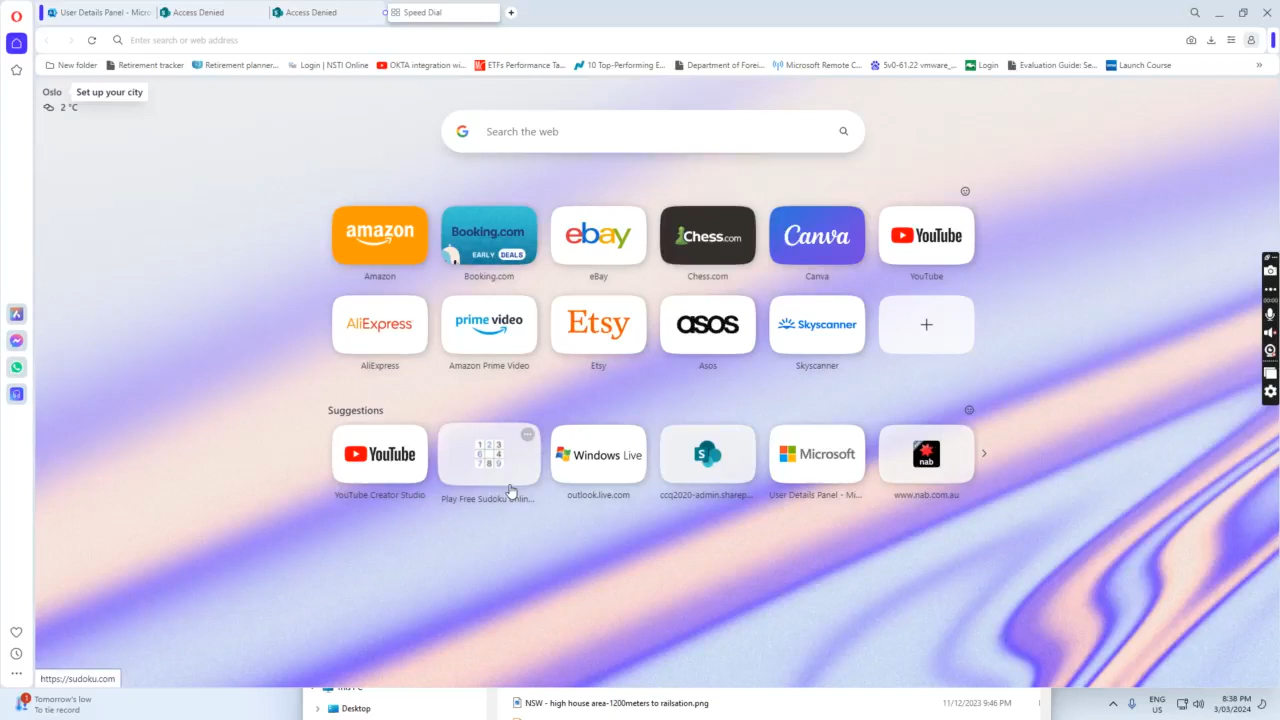 User Details Panel - Micro
Access Denied
Access Denied
Speed Dial
Enter search or web address
New folder
Retirement tracker
Retirement planner...
Login | NSTI Online
OKTA integration wi...
ETFs Performance Ta...
10 Top-Performing E...
Department of Forei...
Microsoft Remote C...
5v0-61.22 vmware_...
Login
Evaluation Guide: Se...
Launch Course
Oslo
Set up your city
2 °C
Search the web
amazon
Booking.com
EARLY DEALS
ebay
Chess.com
Canva
YouTube
Amazon
Booking.com
eBay
Chess.com
Canva
YouTube
AliExpress
prime video
Etsy
asos
Skyscanner
AliExpress
Amazon Prime Video
Etsy
Asos
Skyscanner
Suggestions
YouTube
1 2 3
6 4
7 8 9
Windows Live
S
Microsoft
nab
YouTube Creator Studio
Play Free Sudoku Onlin...
outlook.live.com
ccq2020-admin.sharep...
User Details Panel - Mi...
www.nab.com.au
00:00
https://sudoku.com
1
Tomorrow's low
To tie record
This PC
Desktop
NSW - high house area-1200meters to railsation.png
11/12/2023 9:46 PM
ENG
US
8:38 PM
3/03/2024